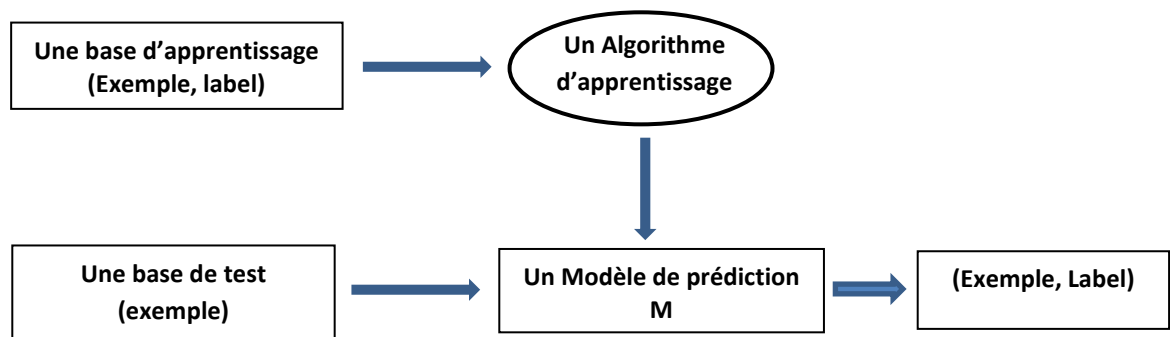 Une base d’apprentissage
(Exemple, label)
Un Algorithme
d’apprentissage
Une base de test
(exemple)
Un Modèle de prédiction
M
(Exemple, Label)